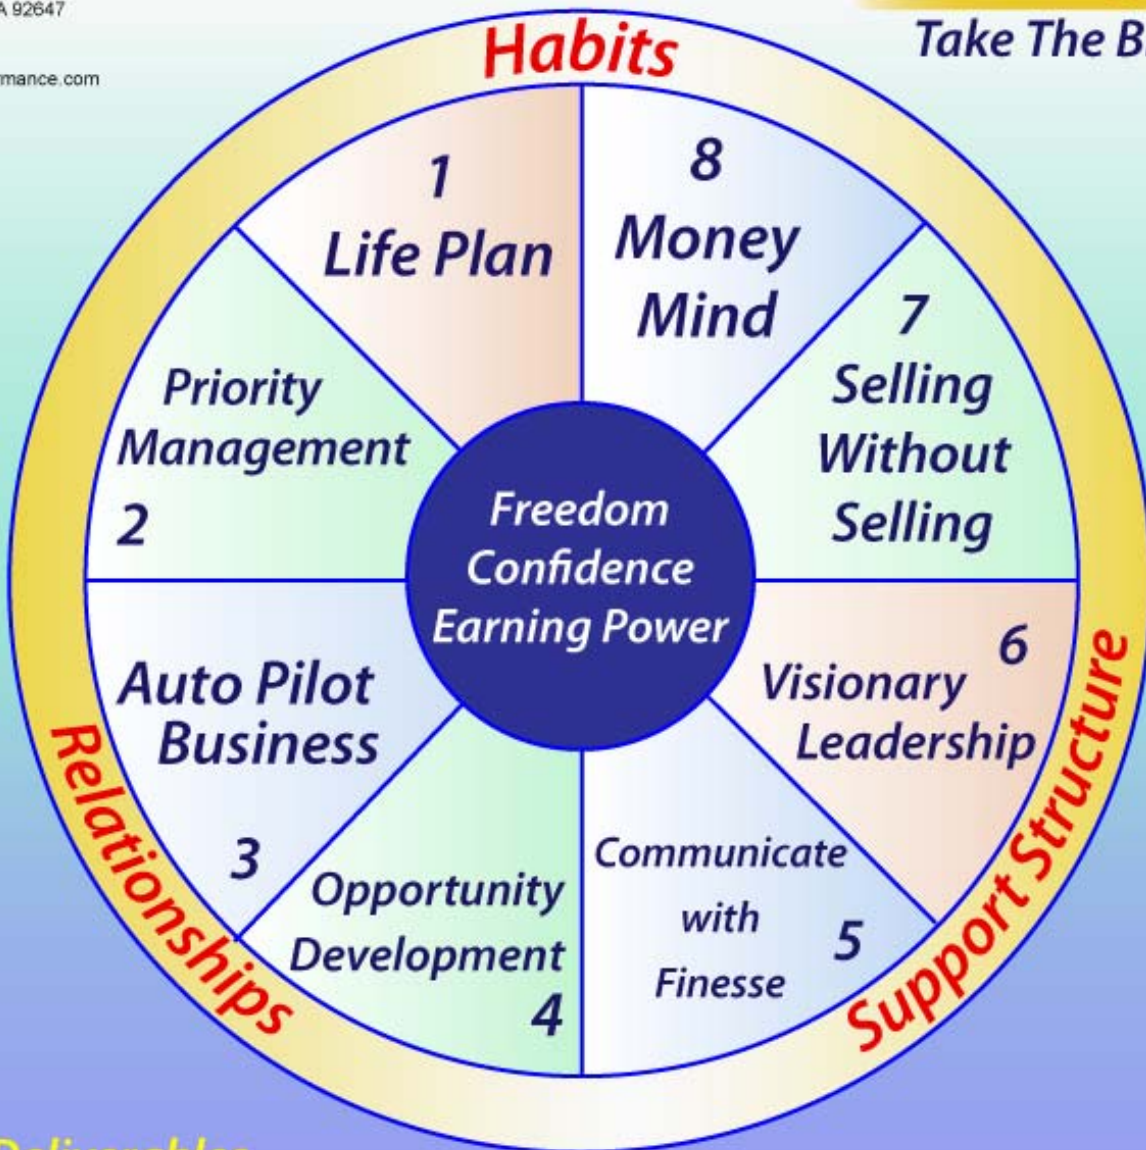 A 92647
rmance.com
Take The B
Habits
1
Life Plan
8
Money
Mind
Priority
Management
2
7
Selling
Without
Selling
Freedom
Confidence
Earning Power
Auto Pilot
Business
3
6
Visionary
Leadership
Opportunity
Development
4
Communicate
with
Finesse
5
Relationships
Support Structure
Deliverables